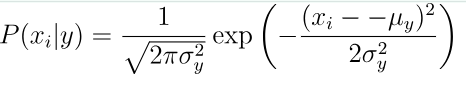 P(x_i|y) = \frac{1}{\sqrt{2\pi\sigma_y^2}} \exp\left(-\frac{(x_i - -\mu_y)^2}{2\sigma_y^2}\right)